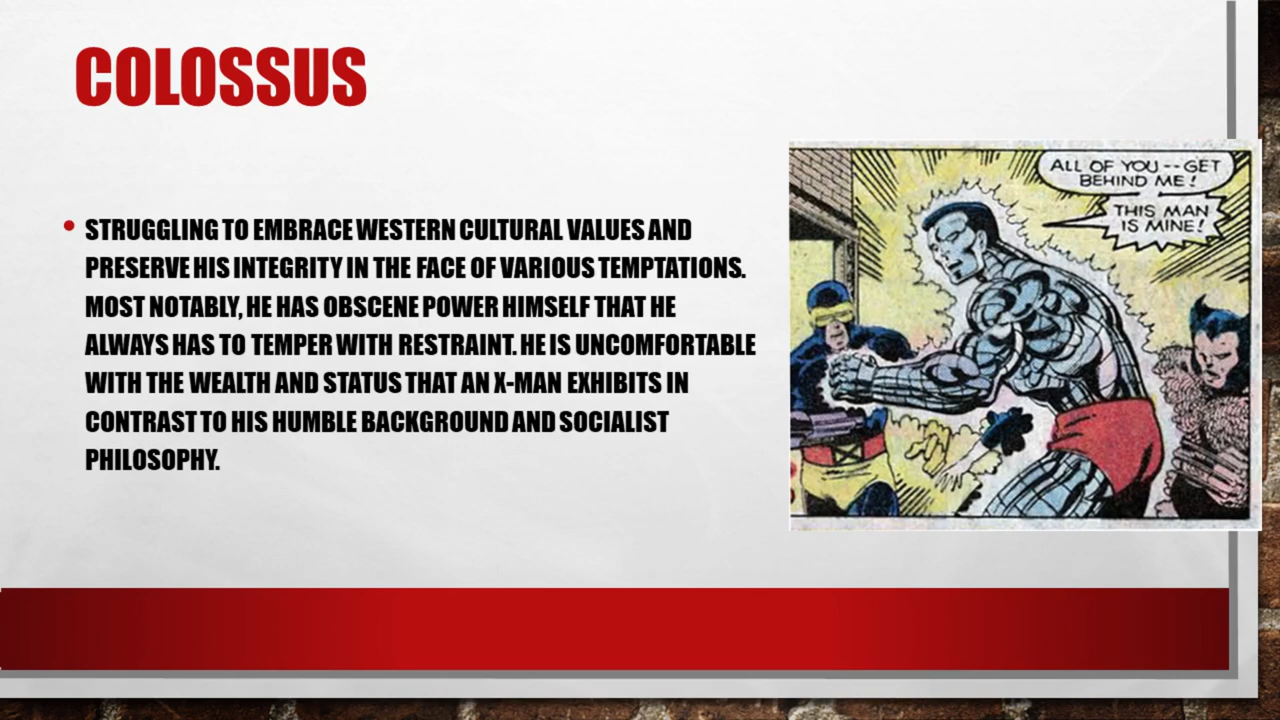 COLOSSUS
• STRUGGLING TO EMBRACE WESTERN CULTURAL VALUES AND
PRESERVE HIS INTEGRITY IN THE FACE OF VARIOUS TEMPTATIONS.
MOST NOTABLY, HE HAS OBSCENE POWER HIMSELF THAT HE
ALWAYS HAS TO TEMPER WITH RESTRAINT. HE IS UNCOMFORTABLE
WITH THE WEALTH AND STATUS THAT AN X-MAN EXHIBITS IN
CONTRAST TO HIS HUMBLE BACKGROUND AND SOCIALIST
PHILOSOPHY.
ALL OF YOU--GET
BEHIND ME!
THIS MAN
IS MINE!